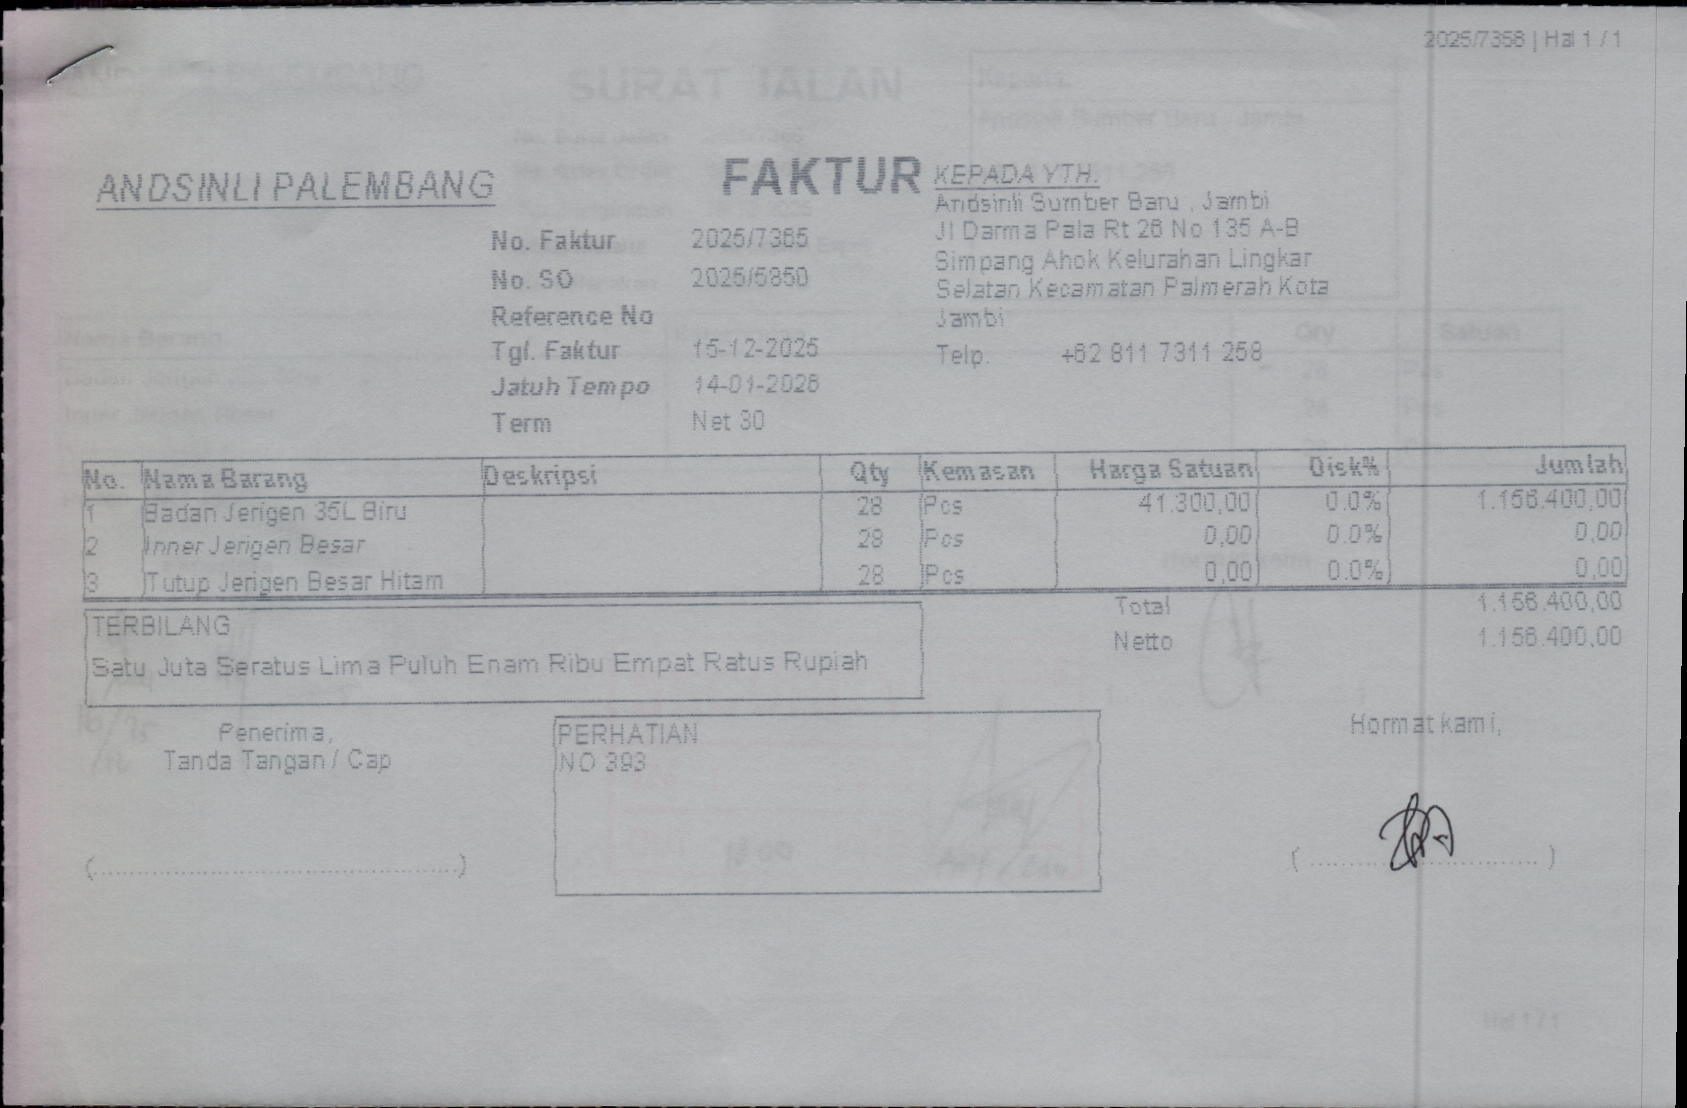 2025/7356 | Hal 1 / 1
SURAT JALAN
ANDSINLI PALEMBANG
FAKTUR
KEPADA YTH.
Andsinli Sumber Baru , Jambi
Jl Darma Pala Rt 26 No 135 A-B
Simpang Ahok Kelurahan Lingkar
Selatan Kecamatan Palmerah Kota
Jambi
Telp. +62 811 7311 258
No. Faktur 2025/7365
No. SO 2025/5850
Reference No
Tgl. Faktur 15-12-2025
Jatuh Tempo 14-01-2026
Term Net 30
No. Nama Barang Deskripsi Qty Kemasan Harga Satuan Disk% Jumlah
1 Badan Jerigen 35L Biru 28 Pcs 41.300,00 0.0% 1.156.400,00
2 Inner Jerigen Besar 28 Pcs 0,00 0.0% 0,00
3 Tutup Jerigen Besar Hitam 28 Pcs 0,00 0.0% 0,00
Total 1.156.400,00
Netto 1.156.400,00
TERBILANG
Satu Juta Seratus Lima Puluh Enam Ribu Empat Ratus Rupiah
Penerima,
Tanda Tangan / Cap
PERHATIAN
NO 393
Hormat kami,
(..............................................)
(..............................)
Hal 1 / 1